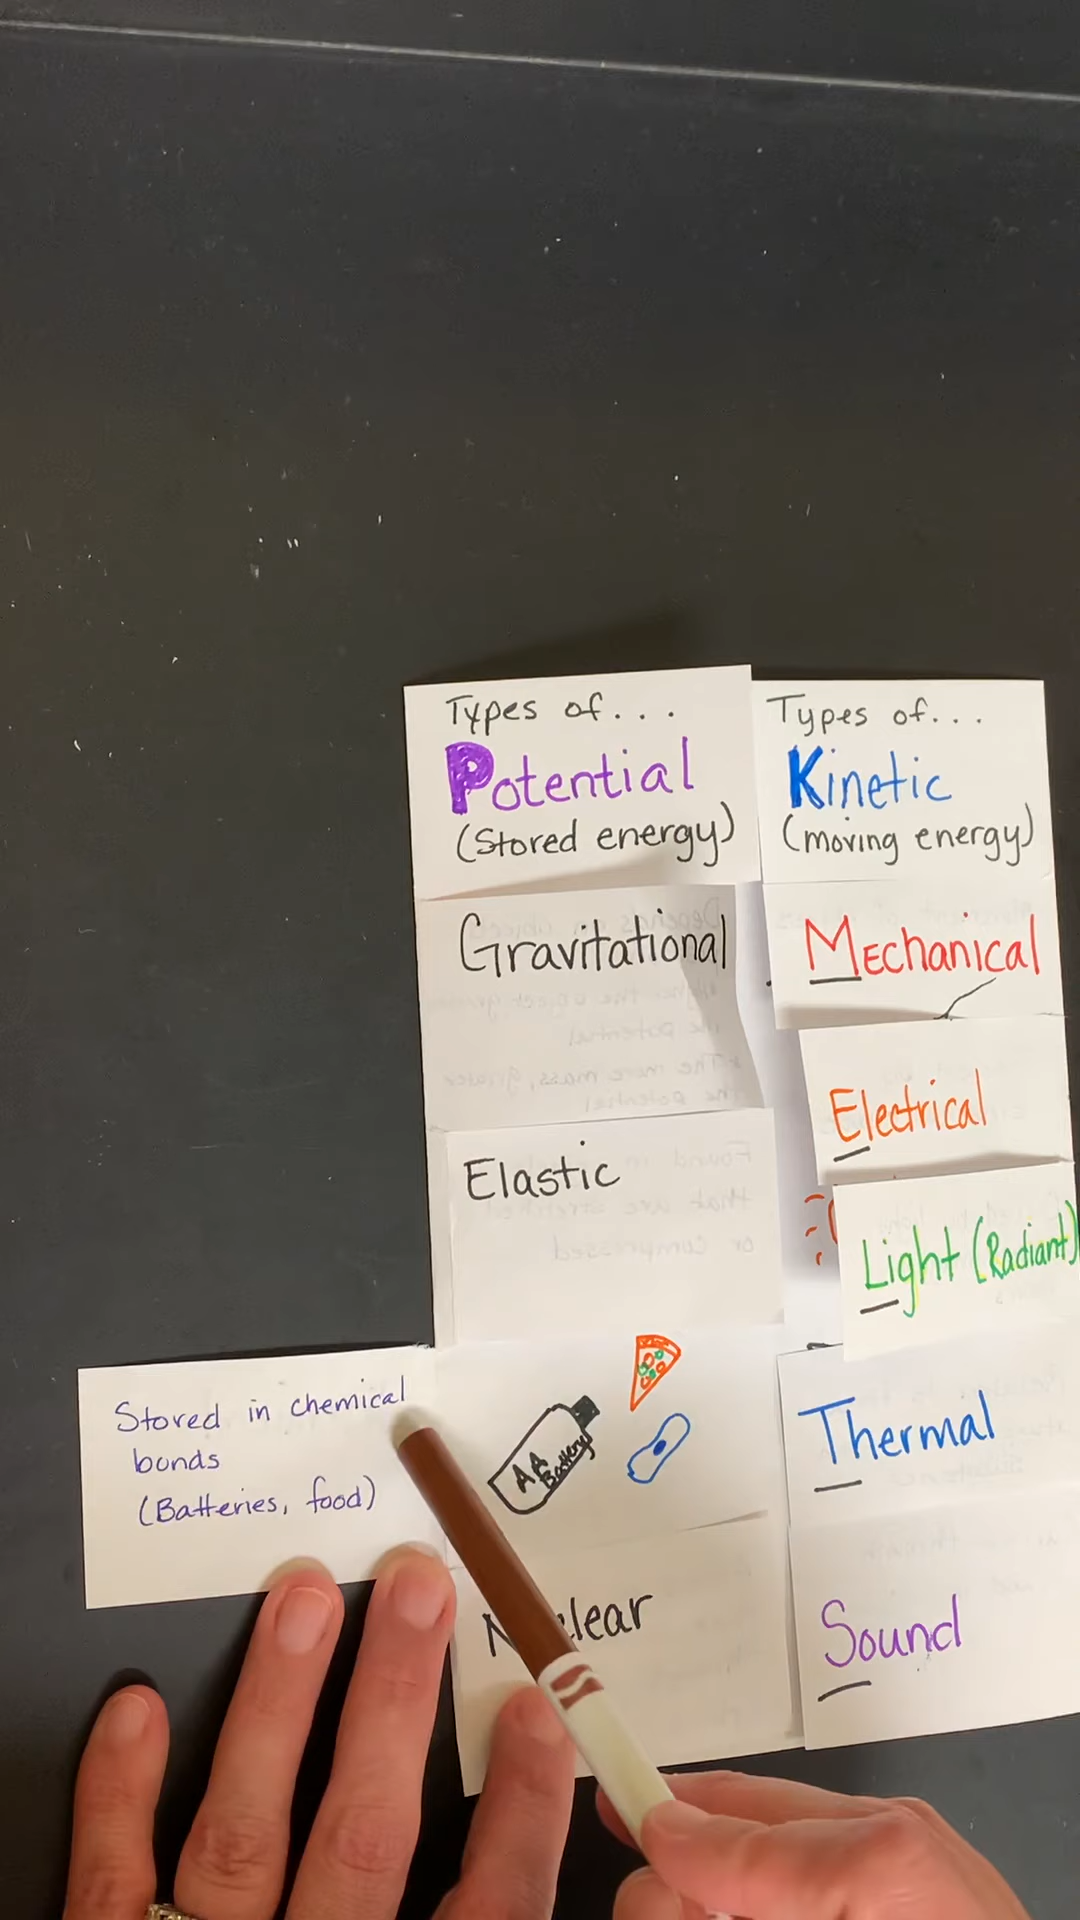 Types of...
Potential
(Stored energy)
Gravitational
Elastic
Stored in chemical
bonds
(Batteries, food)
AA
Battery
Types of...
Kinetic
(moving energy)
Mechanical
Electrical
Light (Radiant)
Thermal
Sound